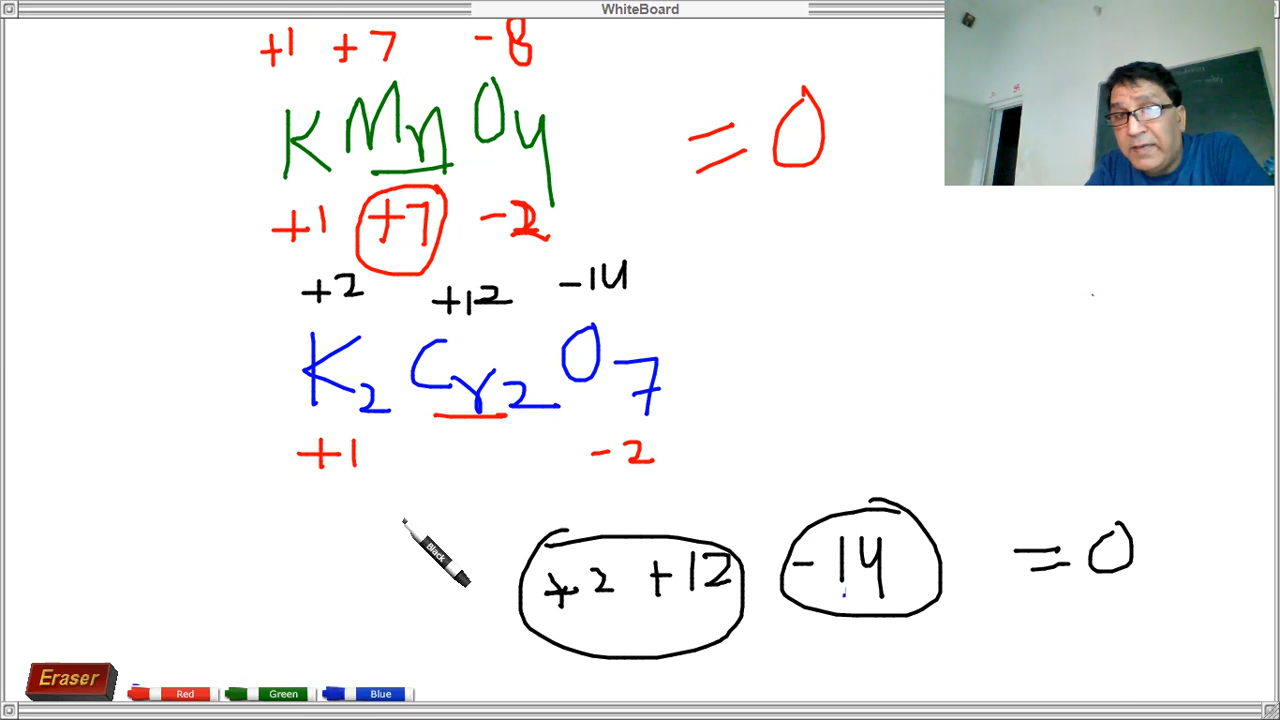 WhiteBoard
+1 +7 -8
KMnO4 = 0
+1 +7 -2
+2 +12 -14
K2Cr2O7
+1 -2
+2 +12 -14 = 0
Black
Eraser Red Green Blue